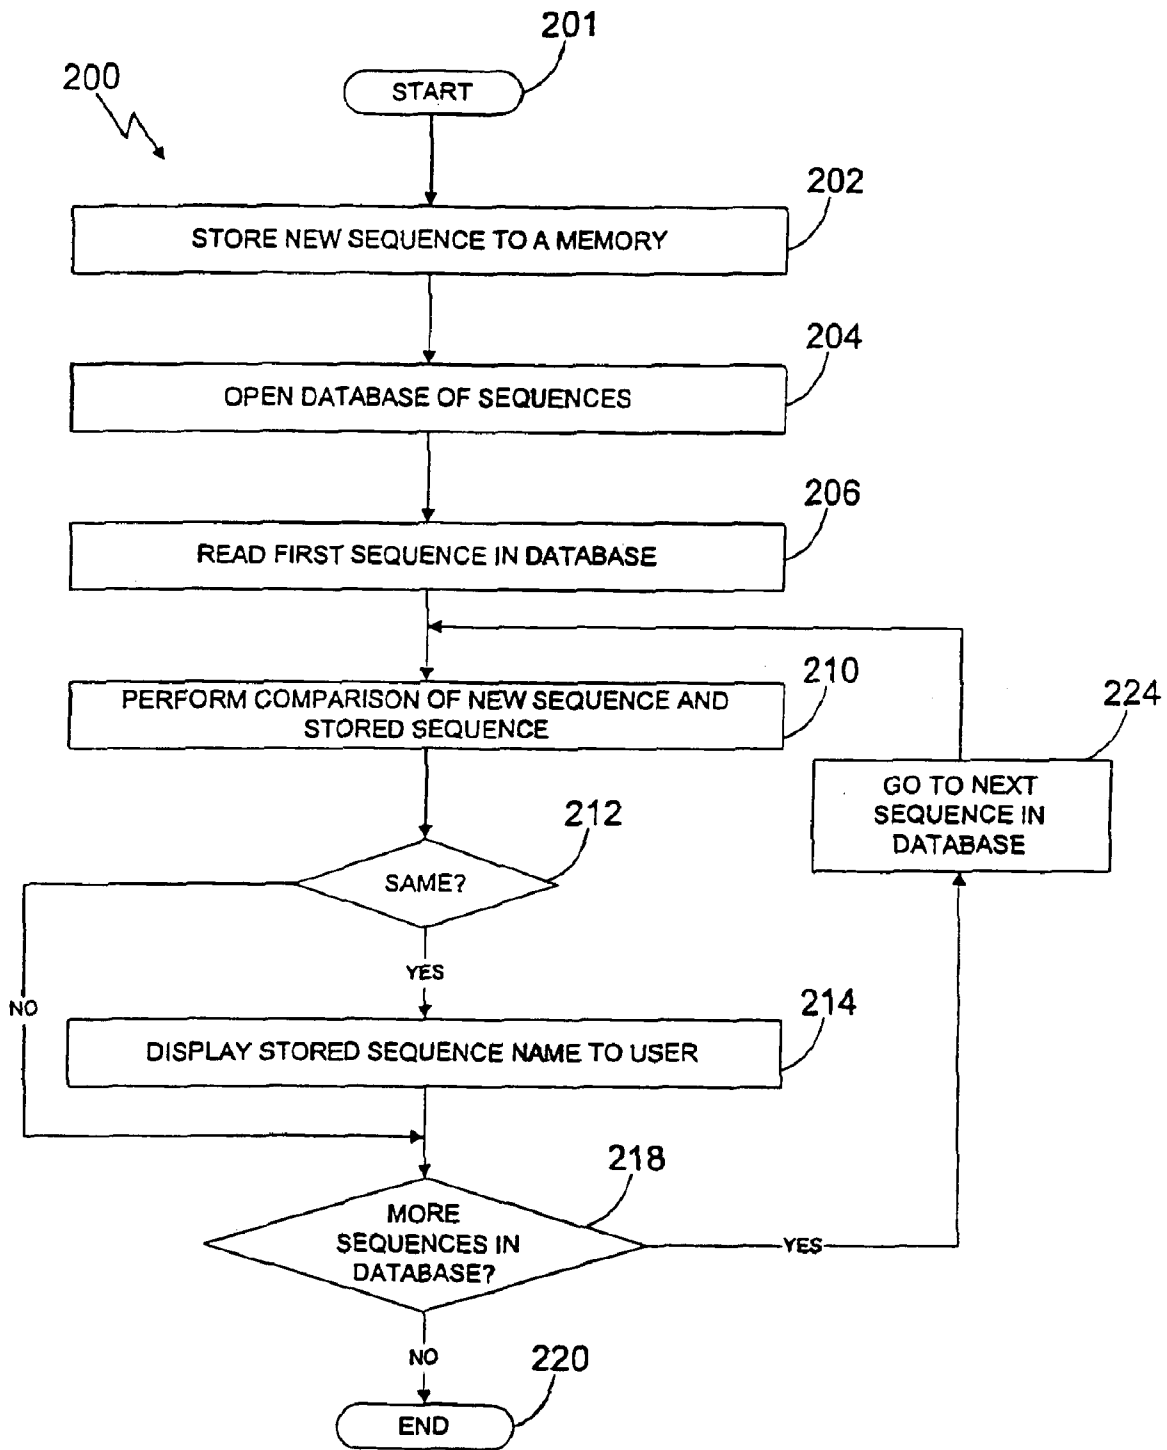 201
200
START
202
STORE NEW SEQUENCE TO A MEMORY
204
OPEN DATABASE OF SEQUENCES
206
READ FIRST SEQUENCE IN DATABASE
210
PERFORM COMPARISON OF NEW SEQUENCE AND
STORED SEQUENCE
224
GO TO NEXT
SEQUENCE IN
DATABASE
212
SAME?
YES
NO
214
DISPLAY STORED SEQUENCE NAME TO USER
218
MORE
SEQUENCES IN
DATABASE?
YES
NO
220
END